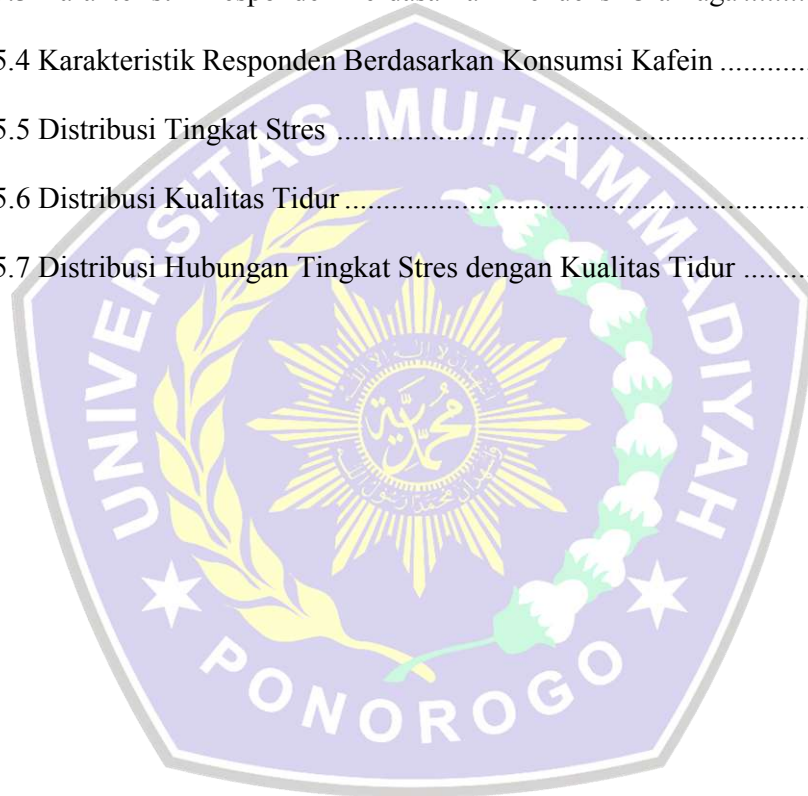 5.4 Karakteristik Responden Berdasarkan Konsumsi Kafein ............
5.5 Distribusi Tingkat Stres ............
5.6 Distribusi Kualitas Tidur ............
5.7 Distribusi Hubungan Tingkat Stres dengan Kualitas Tidur ........
UNIVERSITAS MUHAMMADIYAH
محمدية
PONOROGO